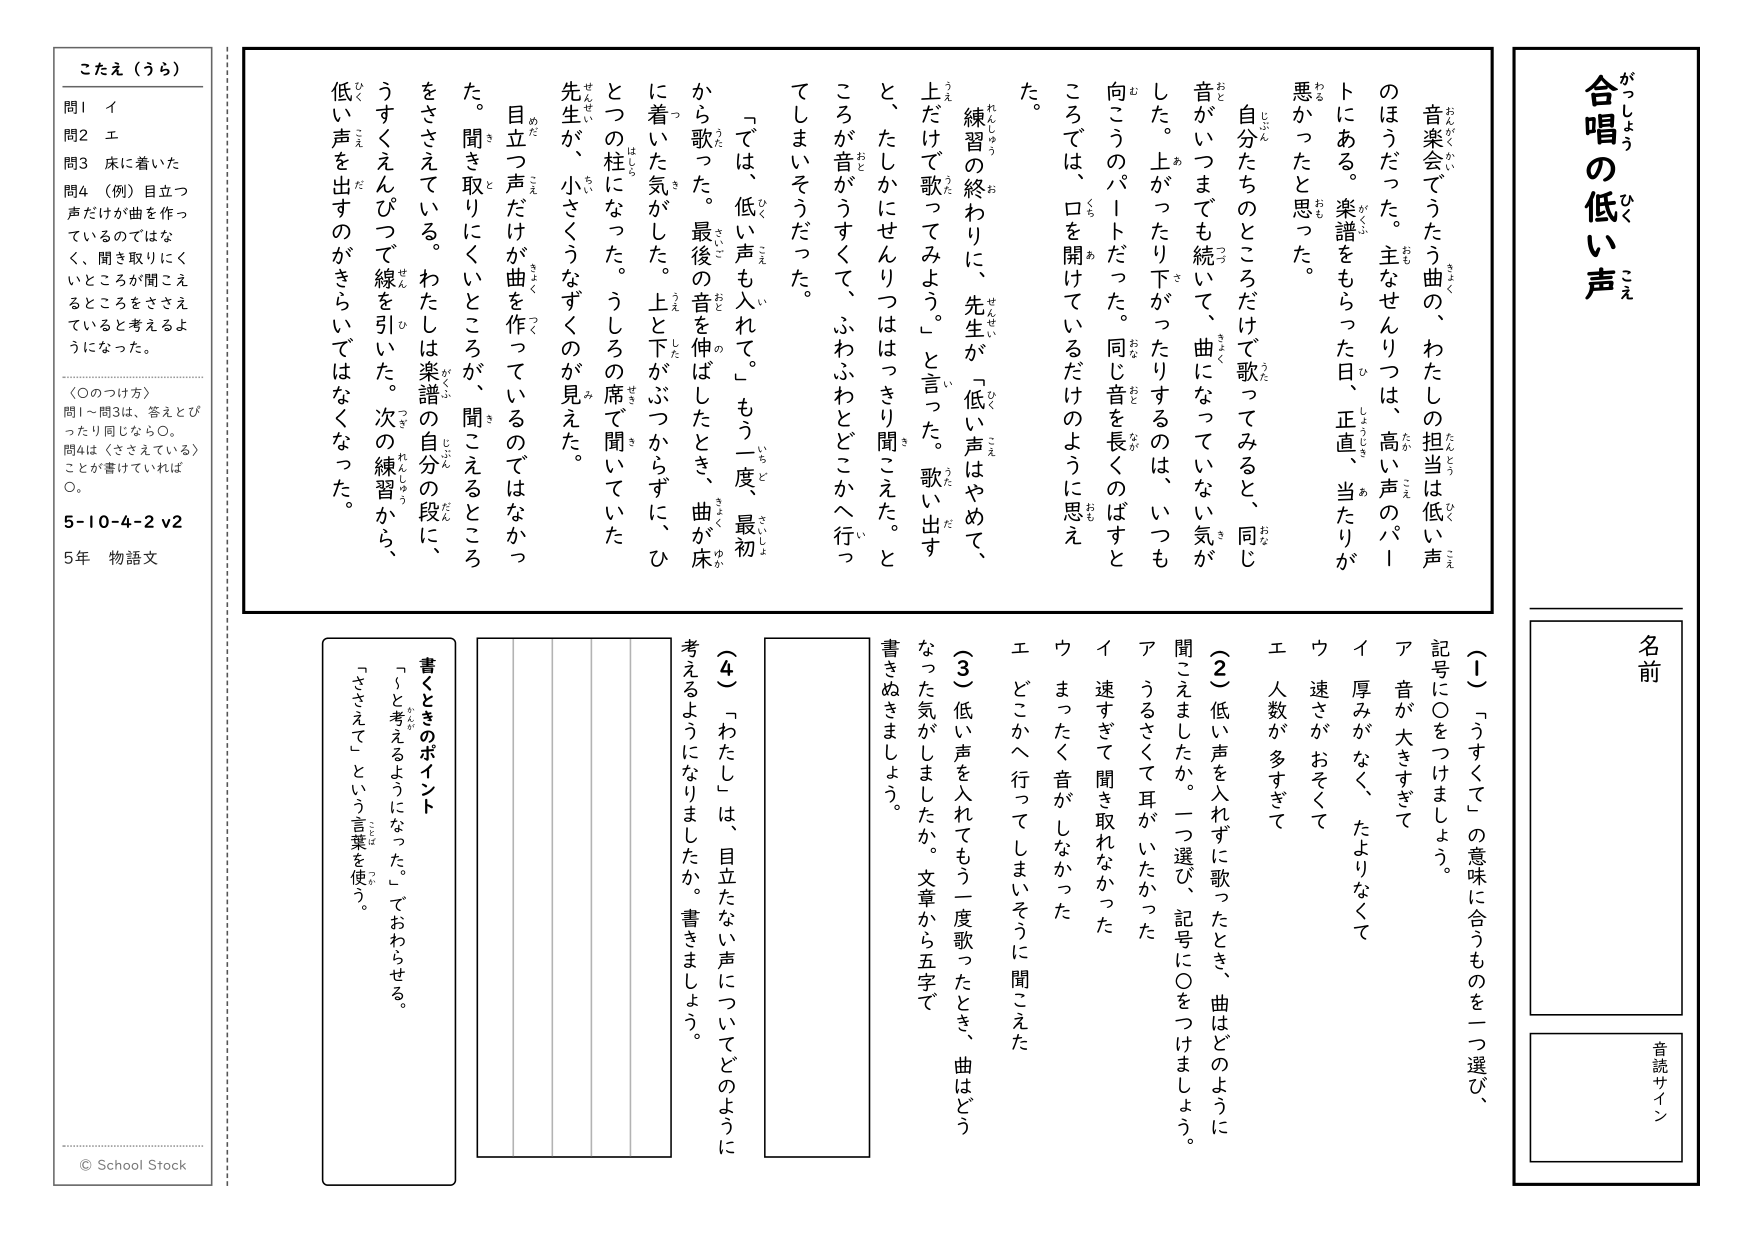 合唱の低い声
がっしょう ひく こえ
名前
音読サイン
音楽会でうたう曲の、わたしの担当は低い声
のほうだった。主なせんりつは、高い声のパー
トにある。楽譜をもらった日、正直、当たりが
悪かったと思った。
自分たちのところだけで歌ってみると、同じ
音がいつまでも続いて、曲になっていない気が
した。上がったり下がったりするのは、いつも
向こうのパートだった。同じ音を長くのばすと
ころでは、口を開けているだけのように思え
た。
練習の終わりに、先生が「低い声はやめて、
上だけで歌ってみよう。」と言った。歌い出す
と、たしかにせんりつははっきり聞こえた。と
ころが音がうすくて、ふわふわとどこかへ行っ
てしまいそうだった。
「では、低い声も入れて。」もう一度、最初
から歌った。最後の音を伸ばしたとき、曲が床
に着いた気がした。上と下がぶつからずに、ひ
とつの柱になった。うしろの席で聞いていた
先生が、小さくうなずくのが見えた。
目立つ声だけが曲を作っているのではなかっ
た。聞き取りにくいところが、聞こえるところ
をささえている。わたしは楽譜の自分の段に、
うすくえんぴつで線を引いた。次の練習から、
低い声を出すのがきらいではなくなった。
(1)「うすくて」の意味に合うものを一つ選び、
記号に〇をつけましょう。
ア 音が 大きすぎて
イ 厚みが なく、たよりなくて
ウ 速さが おそくて
エ 人数が 多すぎて
(2)低い声を入れずに歌ったとき、曲はどのように
聞こえましたか。一つ選び、記号に〇をつけましょう。
ア うるさくて 耳が いたかった
イ 速すぎて 聞き取れなかった
ウ まったく 音が しなかった
エ どこかへ 行って しまいそうに 聞こえた
(3)低い声を入れてもう一度歌ったとき、曲はどう
なった気がしましたか。文章から五字で
書きぬきましょう。
(4)「わたし」は、目立たない声についてどのように
考えるようになりましたか。書きましょう。
書くときのポイント
「〜と考えるようになった。」でおわらせる。
「ささえて」という言葉を使う。
こたえ(うら)
問1 イ
問2 エ
問3 床に着いた
問4 (例)目立つ
声だけが曲を作っ
ているのではな
く、聞き取りにく
いところが聞こえ
るところをささえ
ていると考えるよ
うになった。
〈〇のつけ方〉
問1〜問3は、答えとぴ
ったり同じなら〇。
問4は〈ささえている〉
ことが書けていれば
〇。
5-10-4-2 v2
5年 物語文
© School Stock